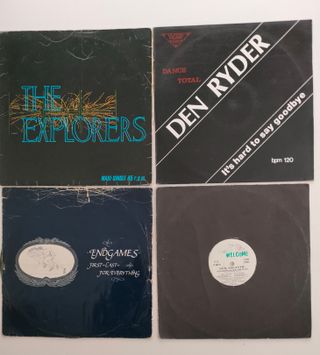 THE
EXPLORERS
MAXI SINGLE 45 r.p.m.
DANCE
TOTAL
DEN RYDER
It's hard to say goodbye
bpm 120
ENDGAMES
FIRST-LAST-
FOR-EVERYTHING
WELCOME